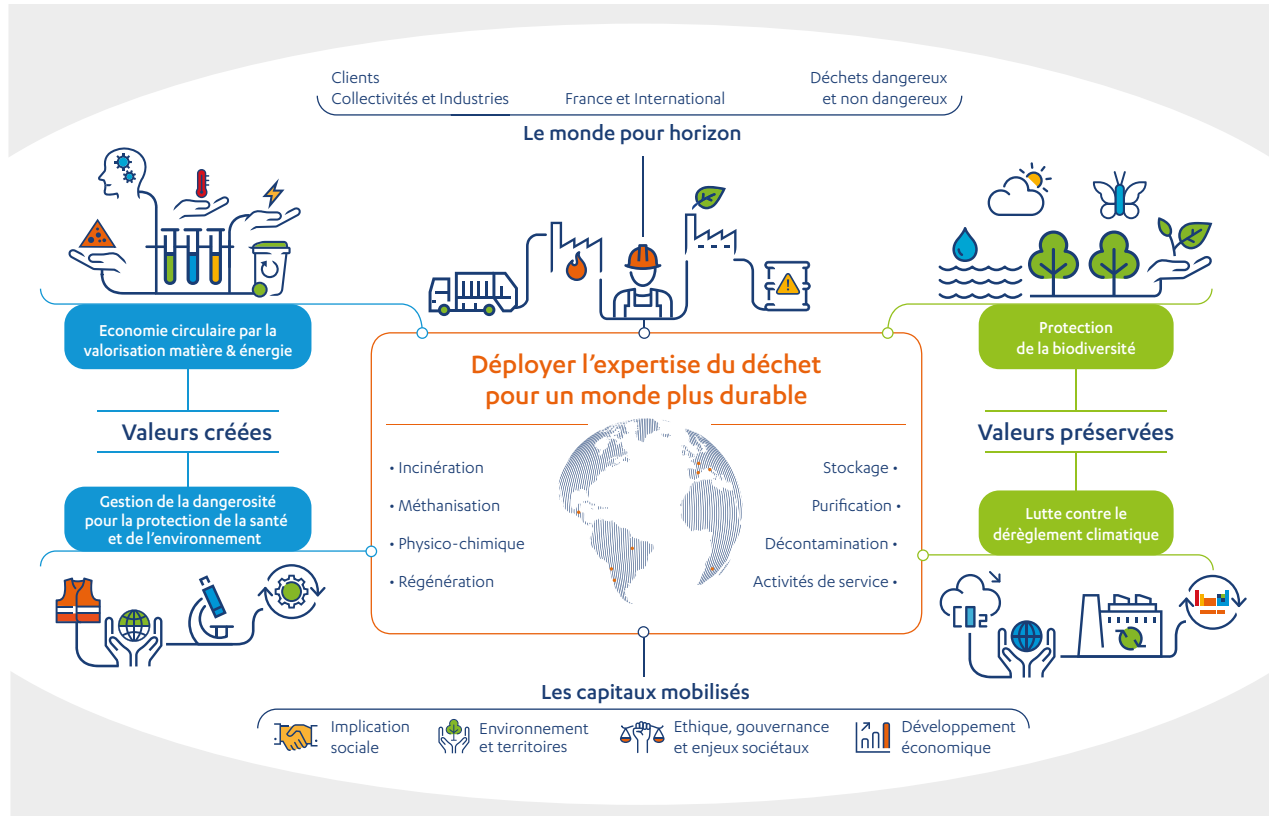 Clients
Collectivités et Industries
France et International
Déchets dangereux
et non dangereux
Le monde pour horizon
Economie circulaire par la
valorisation matière & énergie
Valeurs créées
Gestion de la dangerosité
pour la protection de la santé
et de l'environnement
Déployer l'expertise du déchet
pour un monde plus durable
• Incinération
• Méthanisation
• Physico-chimique
• Régénération
Stockage •
Purification •
Décontamination •
Activités de service •
Protection
de la biodiversité
Valeurs préservées
Lutte contre le
dérèglement climatique
CO2
Les capitaux mobilisés
Implication
sociale
Environnement
et territoires
Ethique, gouvernance
et enjeux sociétaux
Développement
économique